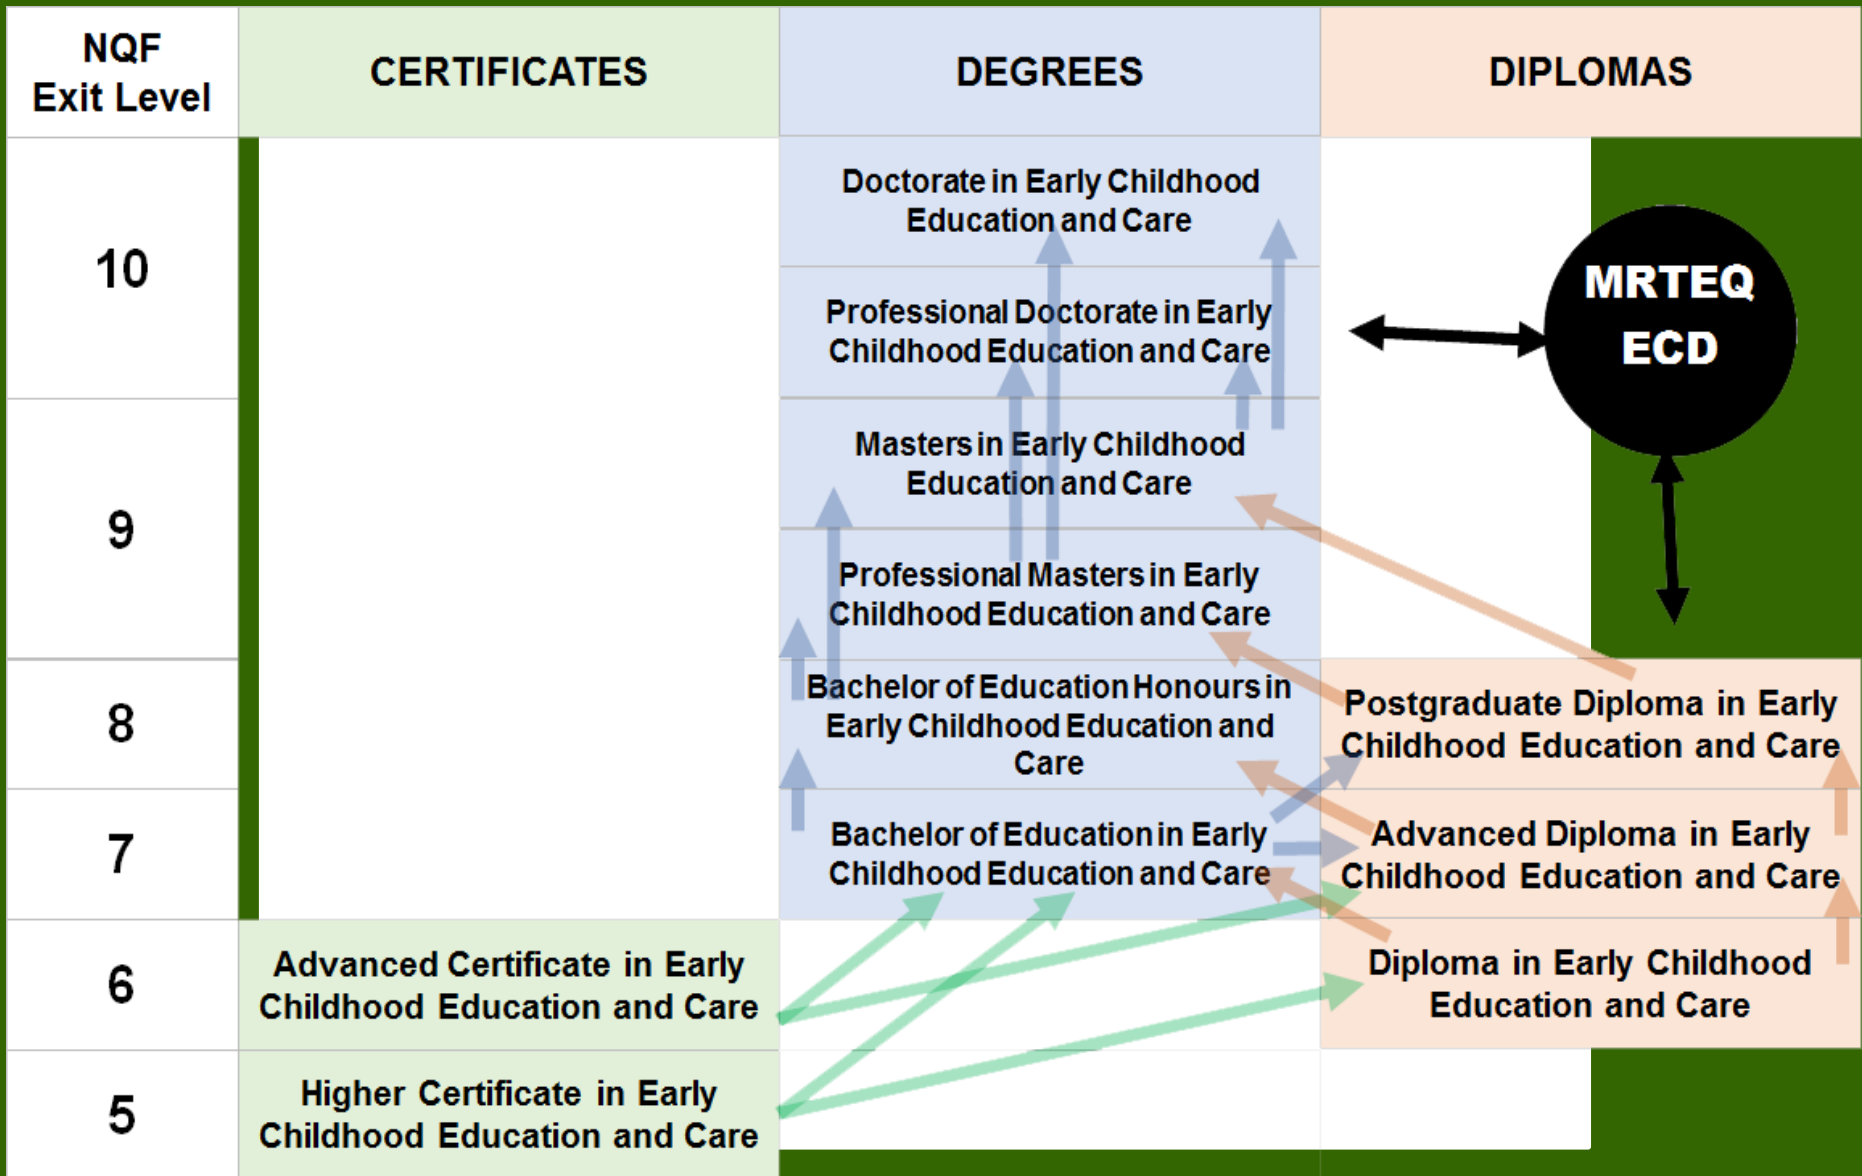 NQF
Exit Level
CERTIFICATES
DEGREES
DIPLOMAS
10
Doctorate in Early Childhood
Education and Care
Professional Doctorate in Early
Childhood Education and Care
MRTEQ
ECD
9
Masters in Early Childhood
Education and Care
Professional Masters in Early
Childhood Education and Care
8
Bachelor of Education Honours in
Early Childhood Education and
Care
Postgraduate Diploma in Early
Childhood Education and Care
7
Bachelor of Education in Early
Childhood Education and Care
Advanced Diploma in Early
Childhood Education and Care
6
Advanced Certificate in Early
Childhood Education and Care
Diploma in Early Childhood
Education and Care
5
Higher Certificate in Early
Childhood Education and Care